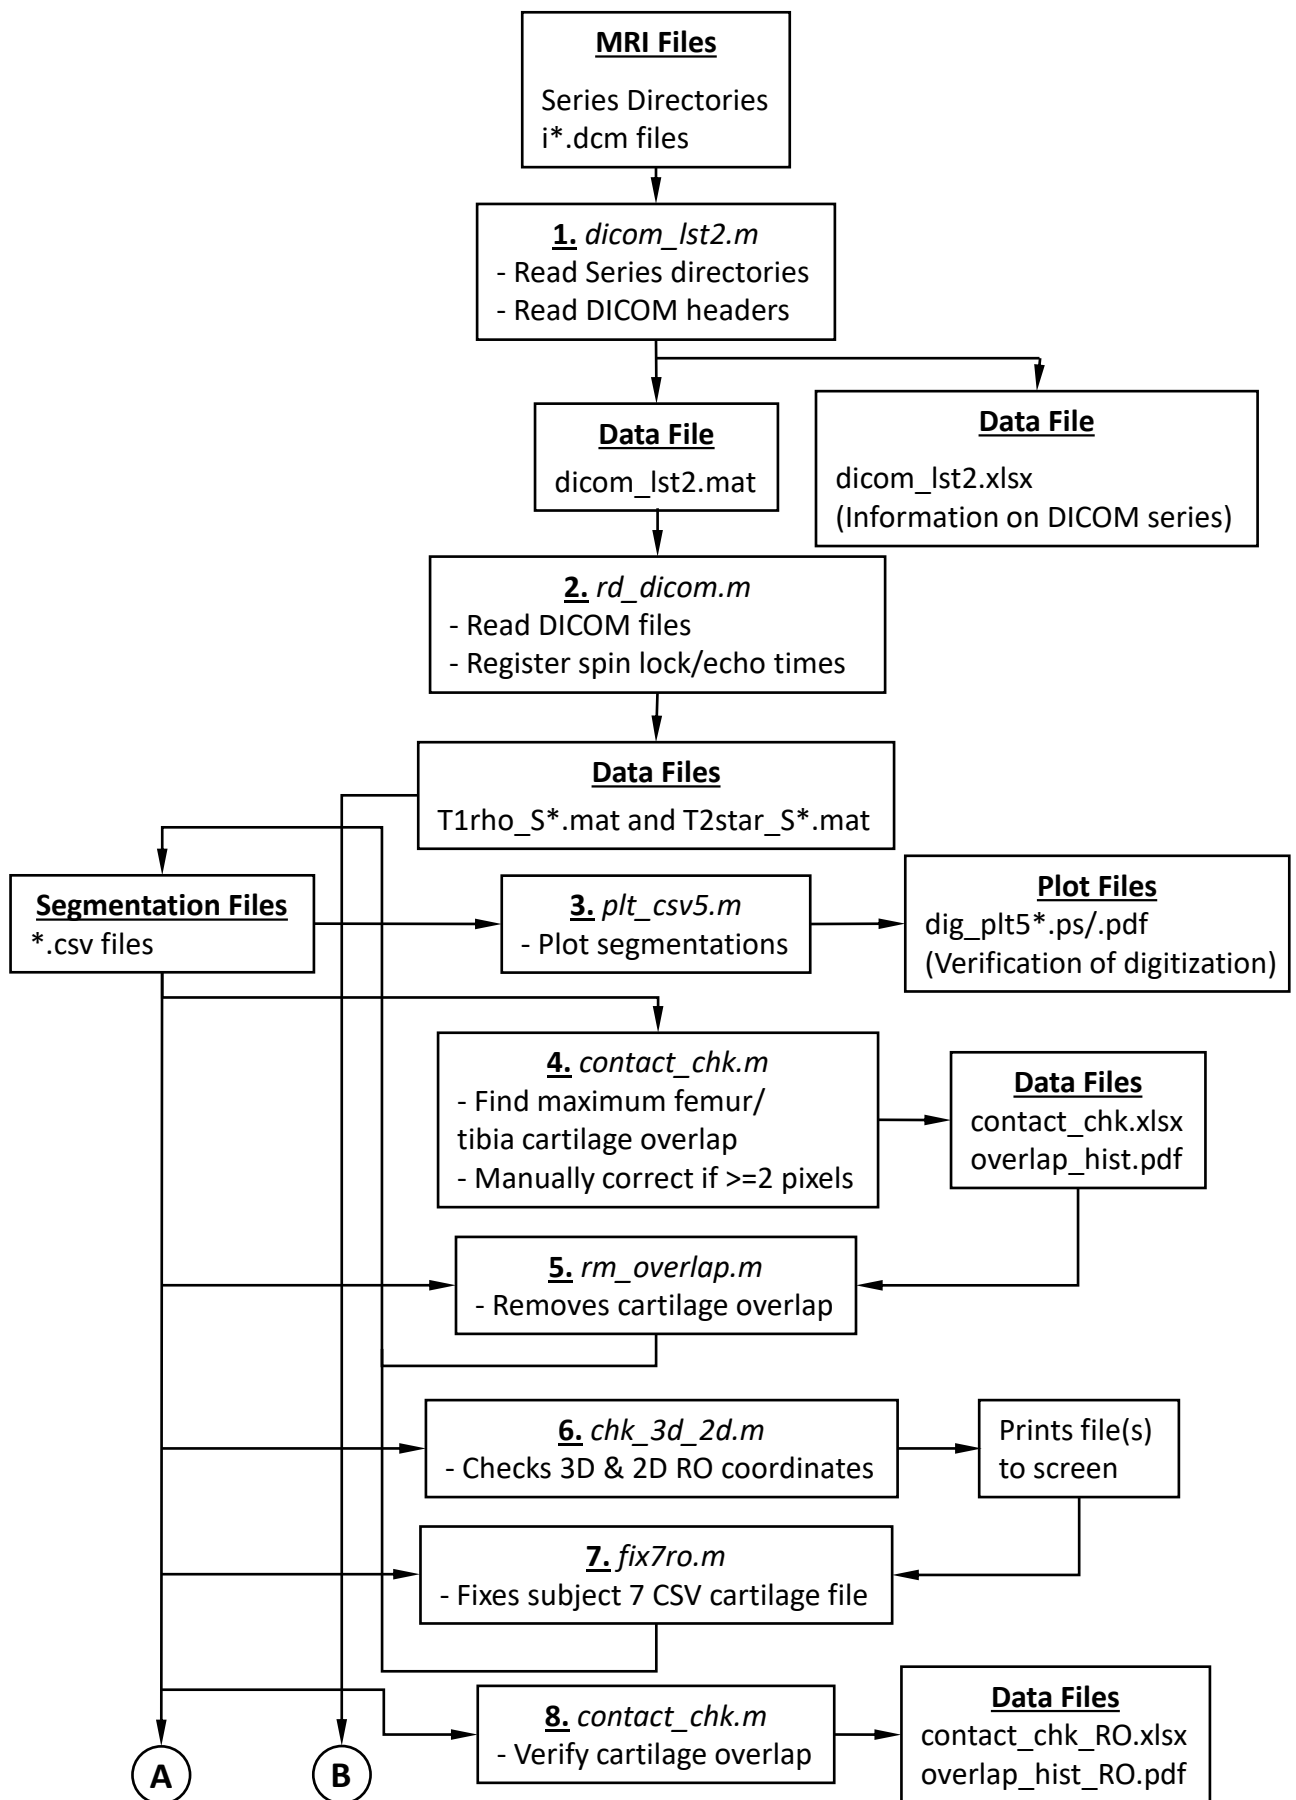 MRI Files
Series Directories
i*.dcm files
1. dicom_lst2.m
- Read Series directories
- Read DICOM headers
Data File
dicom_lst2.mat
Data File
dicom_lst2.xlsx
(Information on DICOM series)
2. rd_dicom.m
- Read DICOM files
- Register spin lock/echo times
Data Files
T1rho_S*.mat and T2star_S*.mat
Segmentation Files
*.csv files
3. plt_csv5.m
- Plot segmentations
Plot Files
dig_plt5*.ps/.pdf
(Verification of digitization)
4. contact_chk.m
- Find maximum femur/
tibia cartilage overlap
- Manually correct if >=2 pixels
Data Files
contact_chk.xlsx
overlap_hist.pdf
5. rm_overlap.m
- Removes cartilage overlap
6. chk_3d_2d.m
- Checks 3D & 2D RO coordinates
Prints file(s)
to screen
7. fix7ro.m
- Fixes subject 7 CSV cartilage file
8. contact_chk.m
- Verify cartilage overlap
Data Files
contact_chk_RO.xlsx
overlap_hist_RO.pdf
A
B